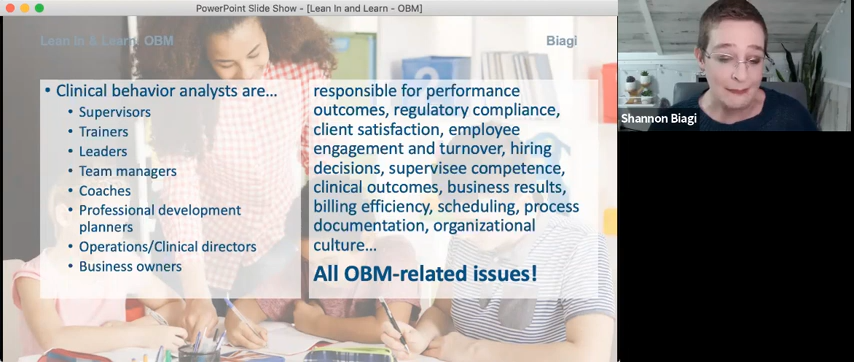 PowerPoint Slide Show - [Lean In and Learn - OBM]
Lean In & Learn: OBM
Biagi
• Clinical behavior analysts are...
• Supervisors
• Trainers
• Leaders
• Team managers
• Coaches
• Professional development
planners
• Operations/Clinical directors
• Business owners
responsible for performance
outcomes, regulatory compliance,
client satisfaction, employee
engagement and turnover, hiring
decisions, supervisee competence,
clinical outcomes, business results,
billing efficiency, scheduling, process
documentation, organizational
culture...
All OBM-related issues!
Shannon Biagi